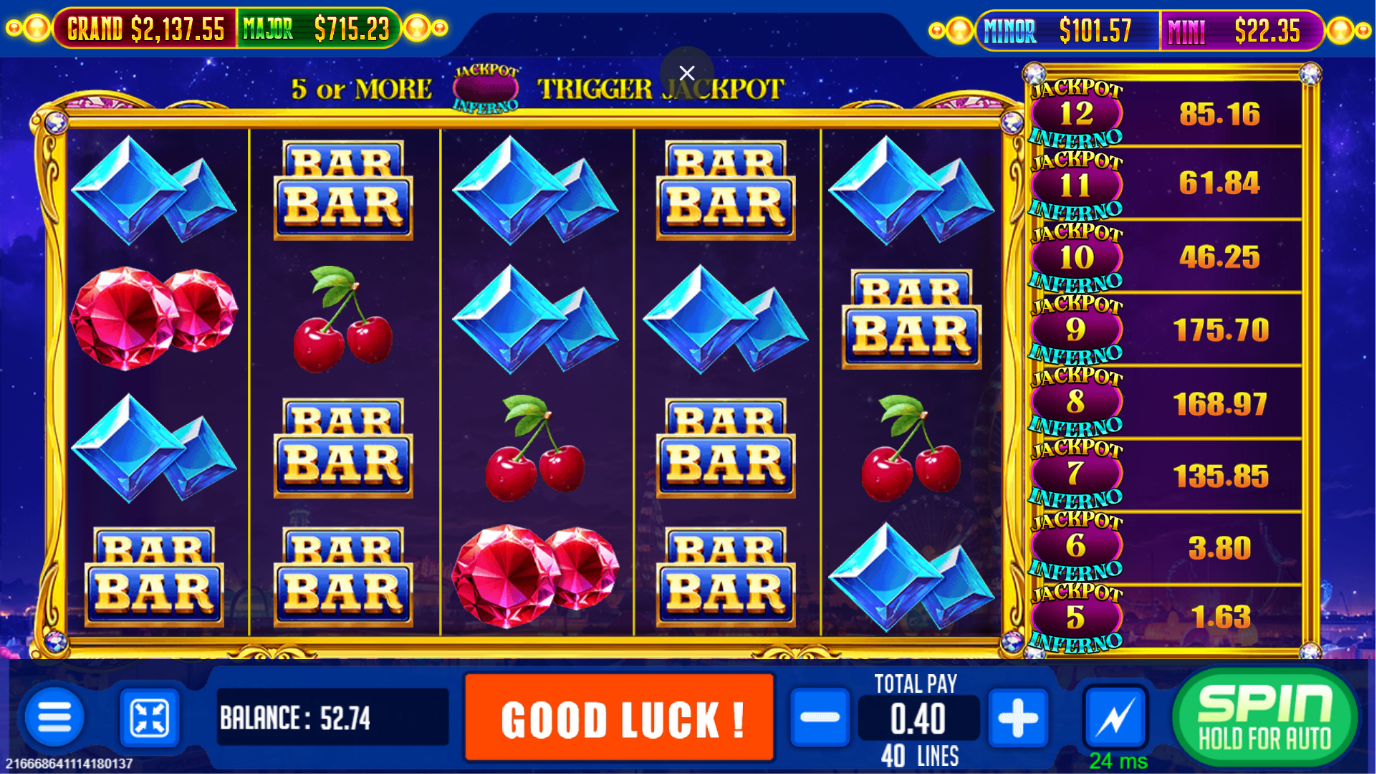 GRAND $2,137.55 MAJOR $715.23 MINOR $101.57 MINI $22.35
5 or MORE JACKPOT INFERNO TRIGGER JACKPOT
JACKPOT 12 INFERNO 85.16
JACKPOT 11 INFERNO 61.84
JACKPOT 10 INFERNO 46.25
JACKPOT 9 INFERNO 175.70
JACKPOT 8 INFERNO 168.97
JACKPOT 7 INFERNO 135.85
JACKPOT 6 INFERNO 3.80
JACKPOT 5 INFERNO 1.63
BAR BAR
BAR BAR
BAR BAR
BAR BAR
BAR BAR
BAR BAR
BAR BAR
BAR BAR
BALANCE: 52.74
GOOD LUCK !
TOTAL PAY
0.40
40 LINES
24 ms
SPIN
HOLD FOR AUTO
216668641114180137